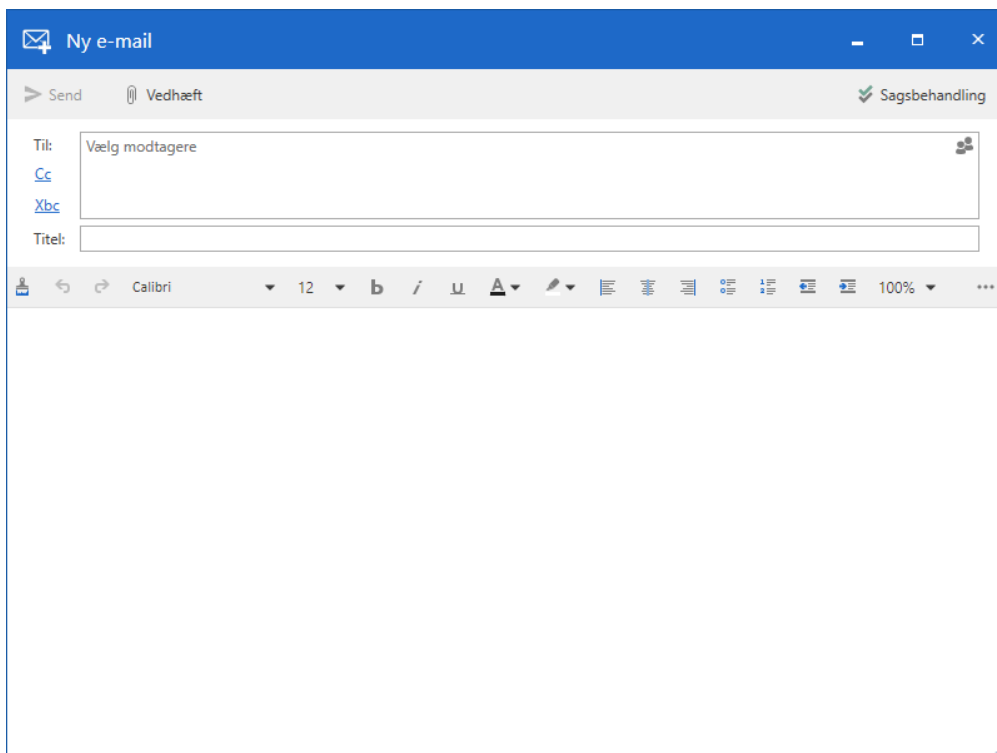 Ny e-mail
Send Vedhæft Sagsbehandling
Til: Vælg modtagere
Cc
Xbc
Titel:
Calibri 12 b i u A 100%